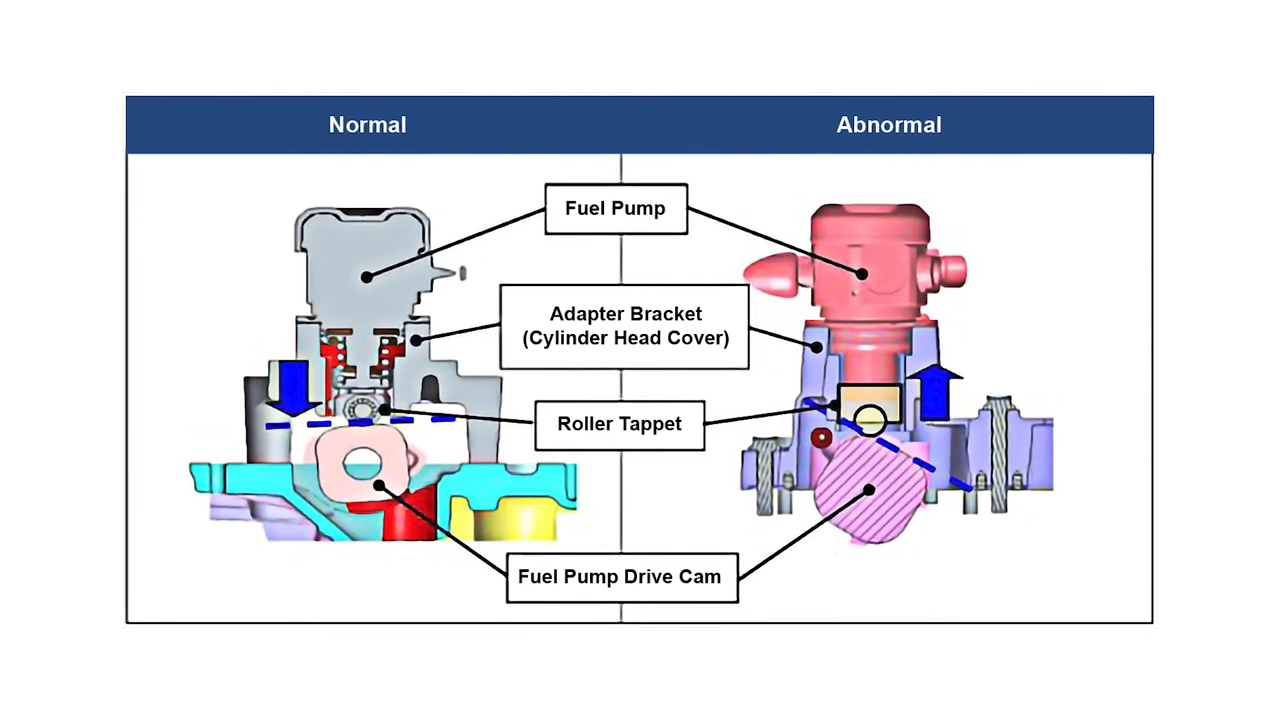 Normal
Abnormal
Fuel Pump
Adapter Bracket
(Cylinder Head Cover)
Roller Tappet
Fuel Pump Drive Cam